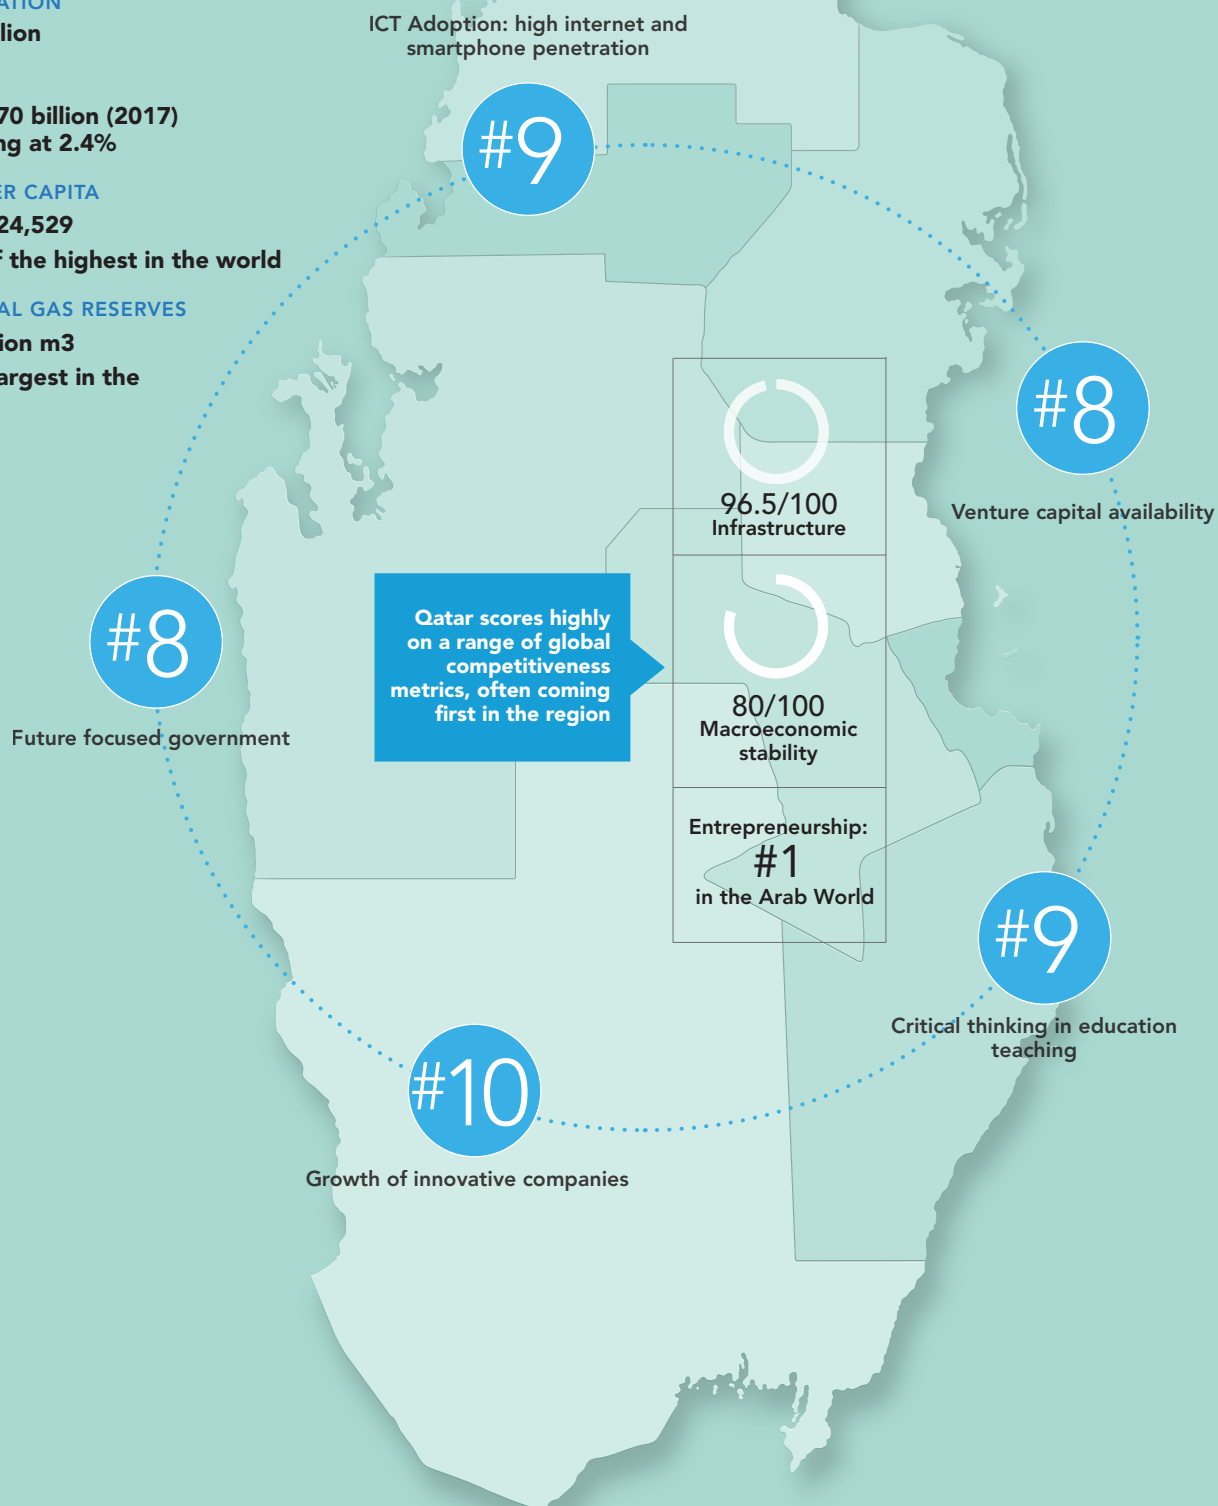 ATION
lion
70 billion (2017)
ng at 2.4%
ER CAPITA
24,529
f the highest in the world
AL GAS RESERVES
ion m3
argest in the
ICT Adoption: high internet and
smartphone penetration
#9
#8
Venture capital availability
96.5/100
Infrastructure
Qatar scores highly
on a range of global
competitiveness
metrics, often coming
first in the region
80/100
Macroeconomic
stability
#8
Future focused government
Entrepreneurship:
#1
in the Arab World
#9
Critical thinking in education
teaching
#10
Growth of innovative companies